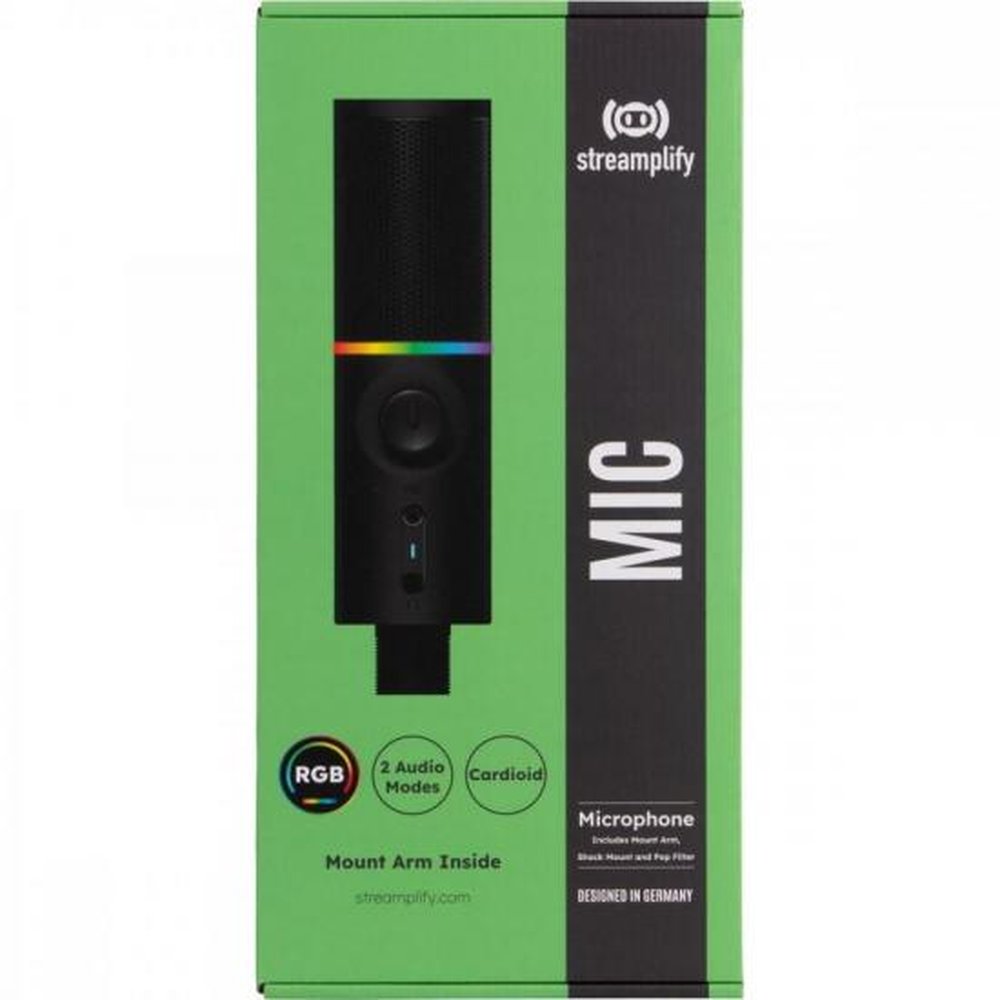 streamplify
MIC
RGB
2 Audio
Modes
Cardioid
Mount Arm Inside
streamplify.com
Microphone
Includes Mount Arm,
Shock Mount and Pop Filter
DESIGNED IN GERMANY